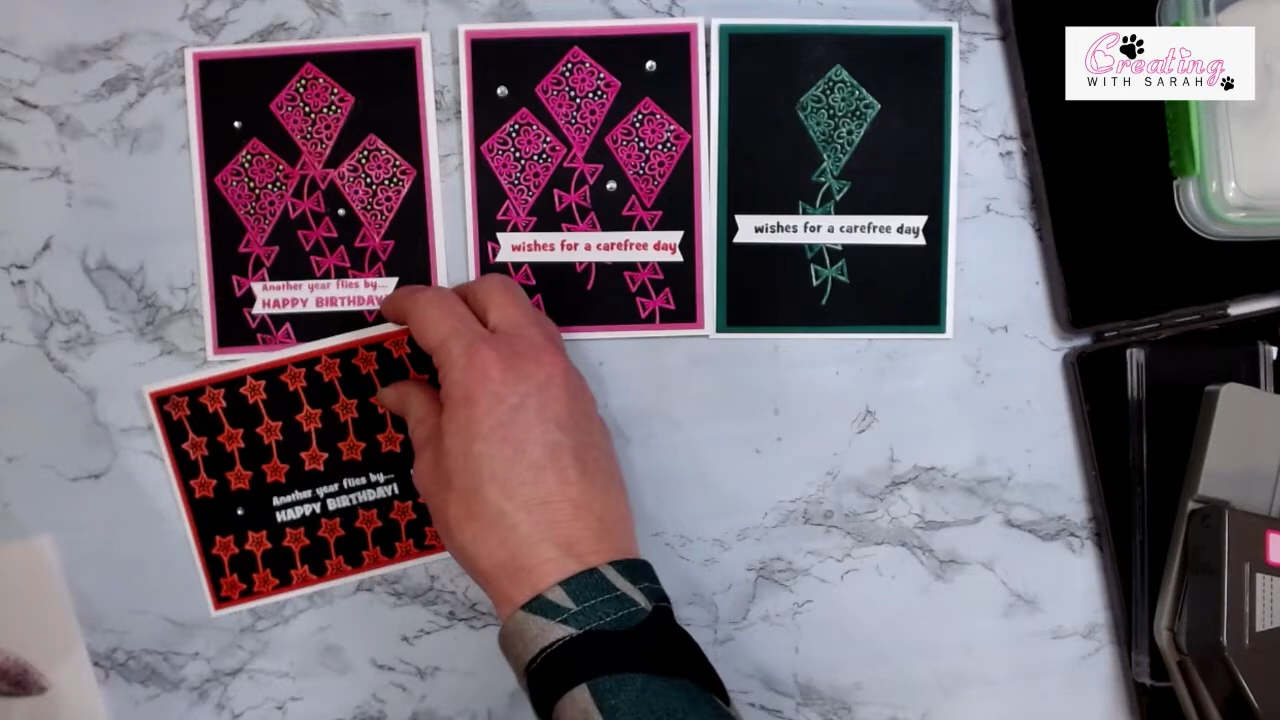 Creating
WITH SARAH
Another year flies by...
HAPPY BIRTHDAY!
wishes for a carefree day
wishes for a carefree day
Another year flies by...
HAPPY BIRTHDAY!